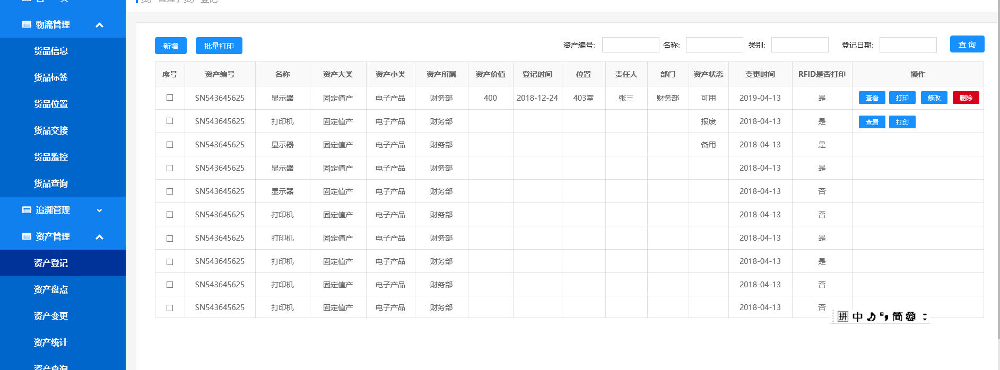 资产管理 / 资产登记
物流管理
货品信息
货品标签
货品位置
货品交接
货品监控
货品查询
追溯管理
资产管理
资产登记
资产盘点
资产变更
资产统计
资产查询
新增 批量打印 资产编号: 名称: 类别: 登记日期: 查 询
序号 资产编号 名称 资产大类 资产小类 资产所属 资产价值 登记时间 位置 责任人 部门 资产状态 变更时间 RFID是否打印 操作
SN543645625 显示器 固定值产 电子产品 财务部 400 2018-12-24 403室 张三 财务部 可用 2019-04-13 是 查看 打印 修改 删除
SN543645625 打印机 固定值产 电子产品 财务部 报废 2018-04-13 是 查看 打印
SN543645625 显示器 固定值产 电子产品 财务部 备用 2018-04-13 是
SN543645625 显示器 固定值产 电子产品 财务部 2018-04-13 是
SN543645625 显示器 固定值产 电子产品 财务部 2018-04-13 否
SN543645625 打印机 固定值产 电子产品 财务部 2018-04-13 否
SN543645625 打印机 固定值产 电子产品 财务部 2018-04-13 是
SN543645625 打印机 固定值产 电子产品 财务部 2018-04-13 是
SN543645625 打印机 固定值产 电子产品 财务部 2018-04-13 否
SN543645625 打印机 固定值产 电子产品 财务部 2018-04-13 否
拼 中 简